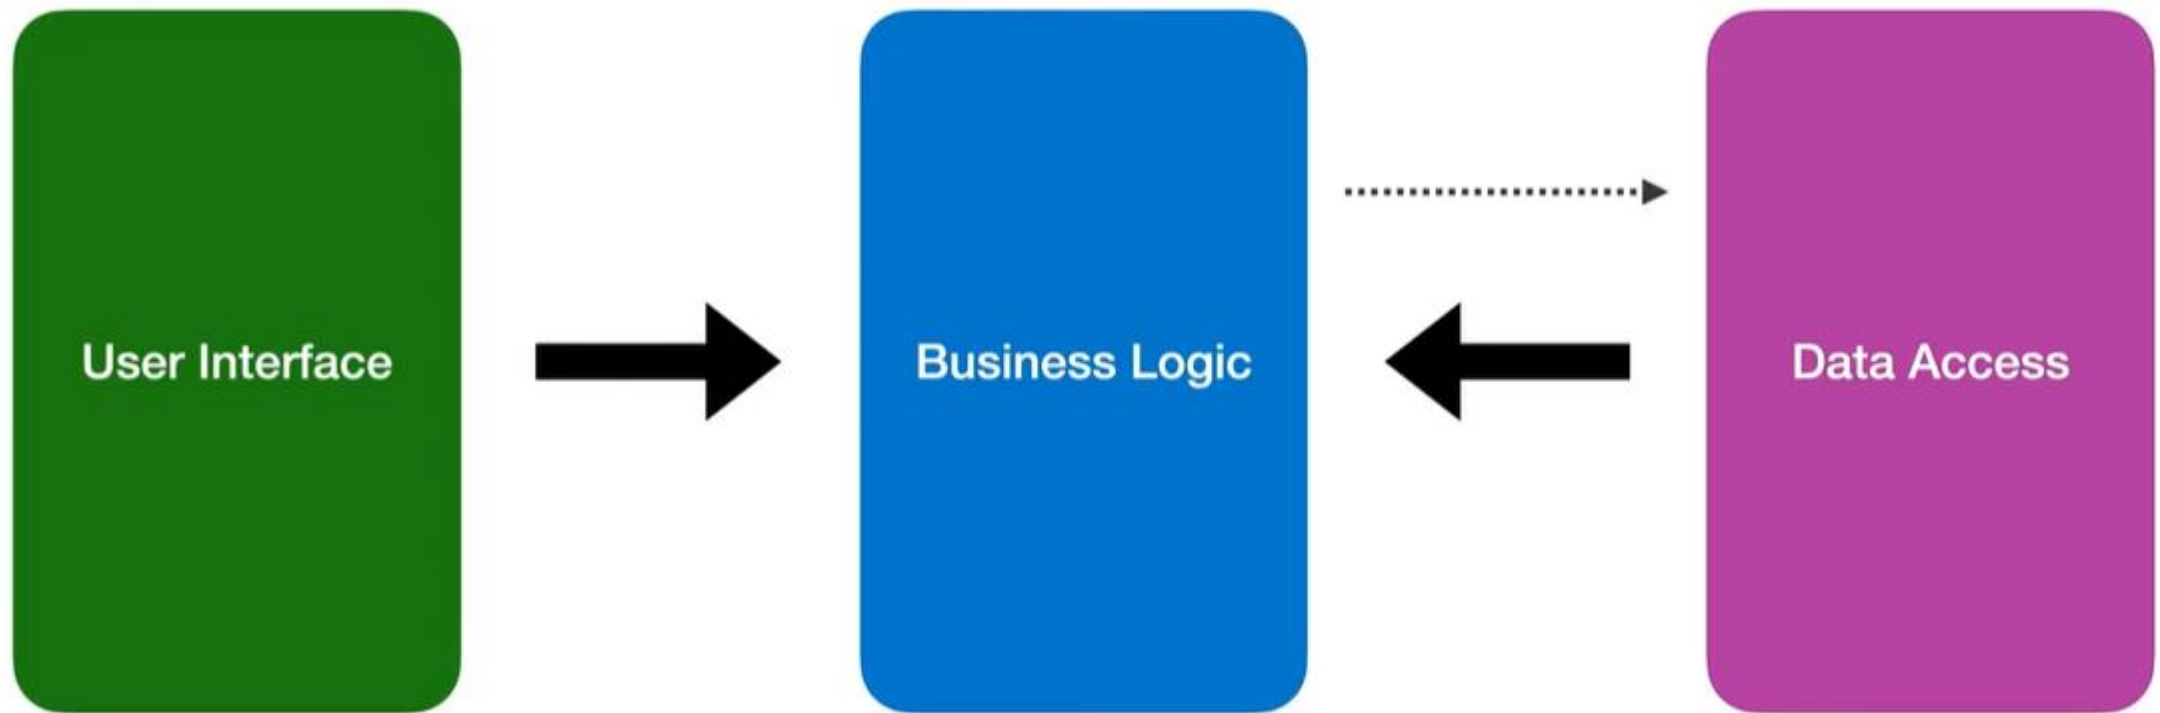 User Interface
Business Logic
Data Access